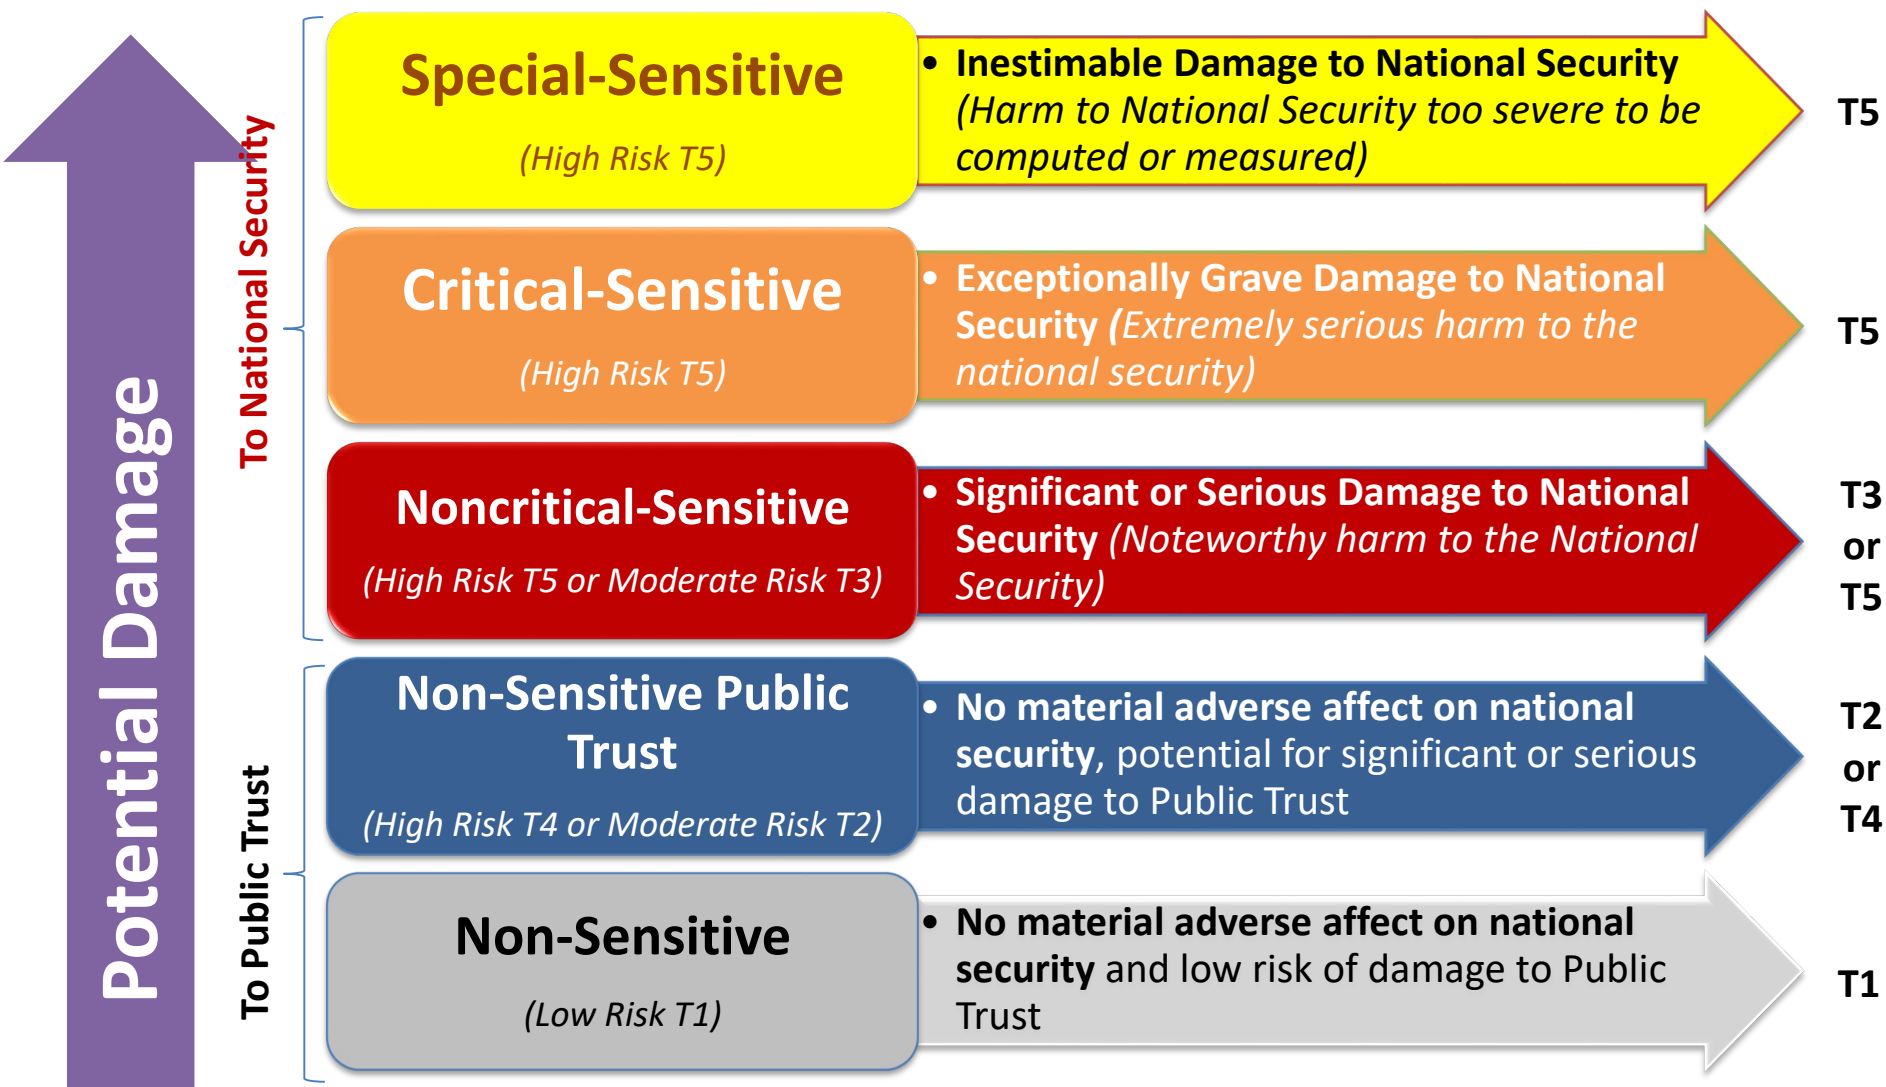 Potential Damage
To National Security
Special-Sensitive
(High Risk T5)
• Inestimable Damage to National Security
(Harm to National Security too severe to be
computed or measured)
T5
Critical-Sensitive
(High Risk T5)
• Exceptionally Grave Damage to National
Security (Extremely serious harm to the
national security)
T5
Noncritical-Sensitive
(High Risk T5 or Moderate Risk T3)
• Significant or Serious Damage to National
Security (Noteworthy harm to the National
Security)
T3
or
T5
To Public Trust
Non-Sensitive Public
Trust
(High Risk T4 or Moderate Risk T2)
• No material adverse affect on national
security, potential for significant or serious
damage to Public Trust
T2
or
T4
Non-Sensitive
(Low Risk T1)
• No material adverse affect on national
security and low risk of damage to Public
Trust
T1